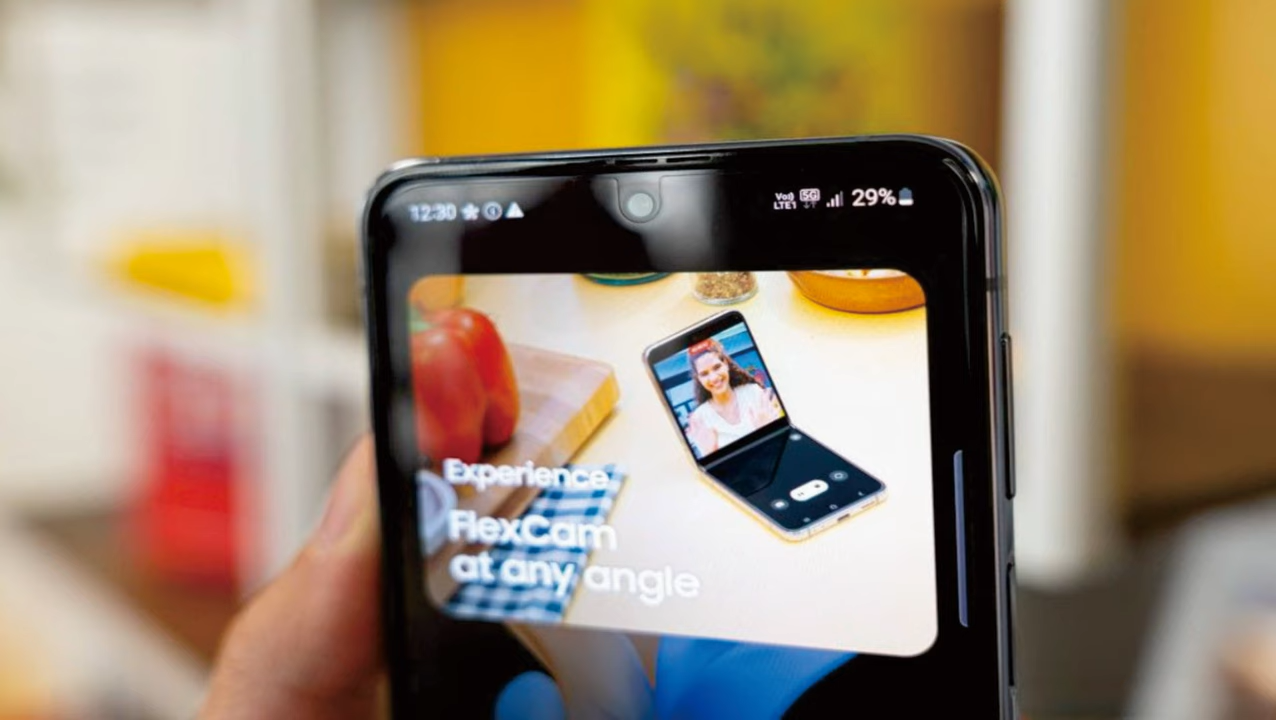 12:30
Vo))
LTE1
5G
29%
Experience
FlexCam
at any angle